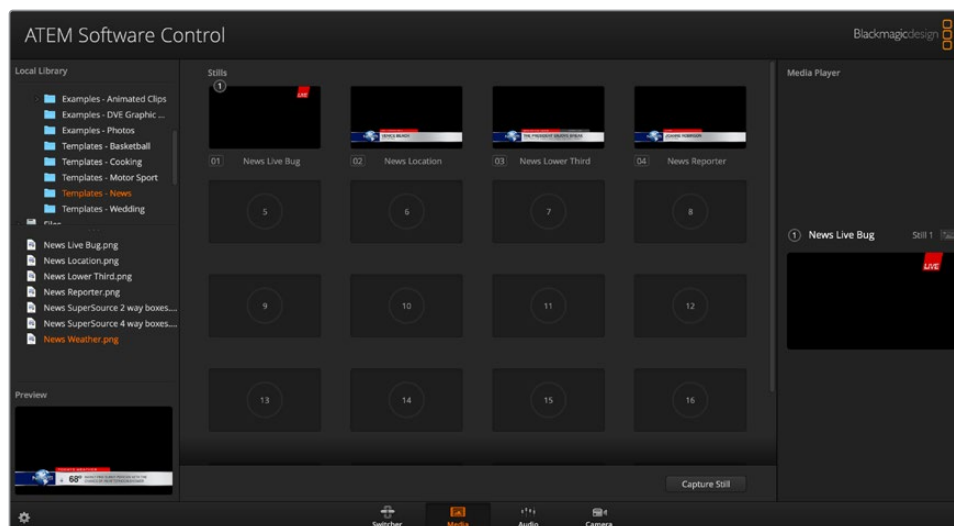 ATEM Software Control
Blackmagicdesign
Local Library
Examples - Animated Clips
Examples - DVE Graphic ...
Examples - Photos
Templates - Basketball
Templates - Cooking
Templates - Motor Sport
Templates - News
Templates - Wedding
Files
News Live Bug.png
News Location.png
News Lower Third.png
News Reporter.png
News SuperSource 2 way boxes....
News SuperSource 4 way boxes....
News Weather.png
Preview
68°
Stills
1
LIVE
01 News Live Bug
02 News Location
03 News Lower Third
04 News Reporter
5 6 7 8
9 10 11 12
13 14 15 16
Capture Still
Media Player
1 News Live Bug Still 1
LIVE
Switcher Media Audio Camera